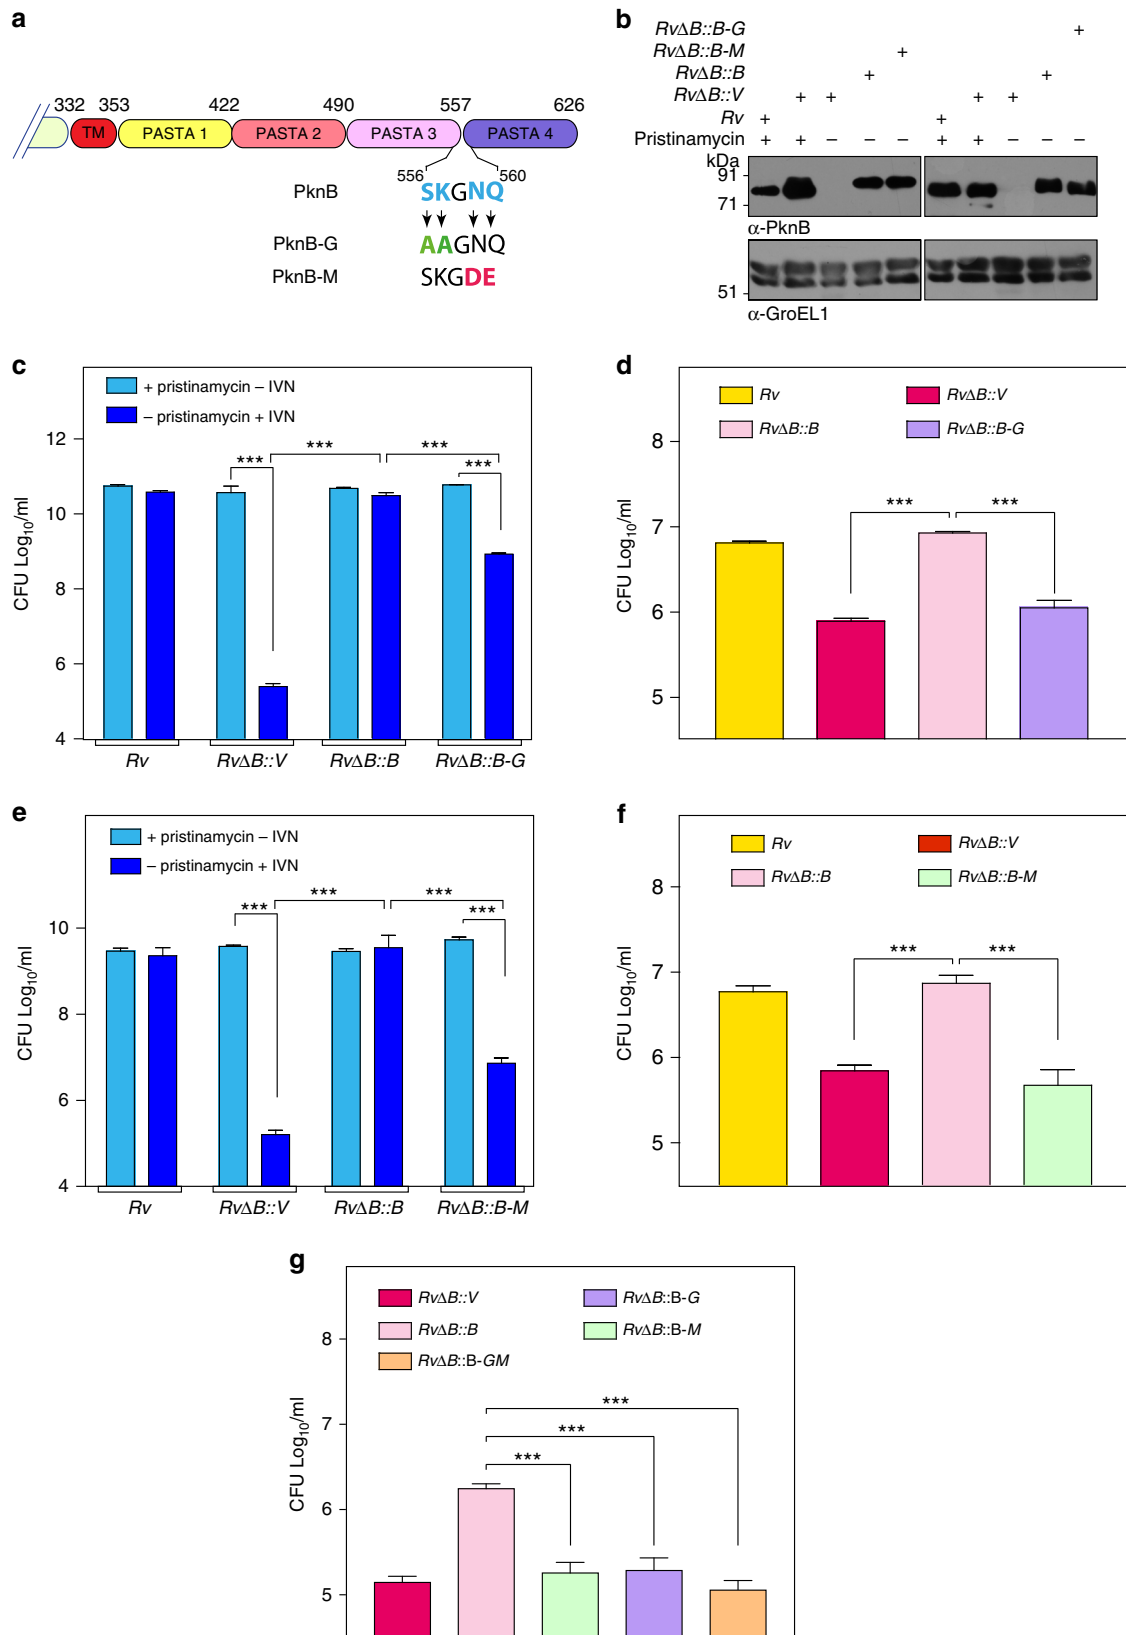 a
332 353 422 490 557 626
TM PASTA 1 PASTA 2 PASTA 3 PASTA 4
556 560
PknB SKGNQ
PknB-G AAGNQ
PknB-M SKGDE
b
RvΔB::B-G +
RvΔB::B-M +
RvΔB::B + +
RvΔB::V + + + +
Rv + +
Pristinamycin + + – – – + + – – –
kDa
91
71
α-PknB
51
α-GroEL1
c
+ pristinamycin – IVN
– pristinamycin + IVN
CFU Log10/ml
12
10
8
6
4
*** *** *** ***
Rv RvΔB::V RvΔB::B RvΔB::B-G
d
Rv RvΔB::V
RvΔB::B RvΔB::B-G
CFU Log10/ml
8
7
6
5
*** ***
e
+ pristinamycin – IVN
– pristinamycin + IVN
CFU Log10/ml
10
8
6
4
*** *** *** ***
Rv RvΔB::V RvΔB::B RvΔB::B-M
f
Rv RvΔB::V
RvΔB::B RvΔB::B-M
CFU Log10/ml
8
7
6
5
*** ***
g
RvΔB::V RvΔB::B-G
RvΔB::B RvΔB::B-M
RvΔB::B-GM
CFU Log10/ml
8
7
6
5
***
***
***